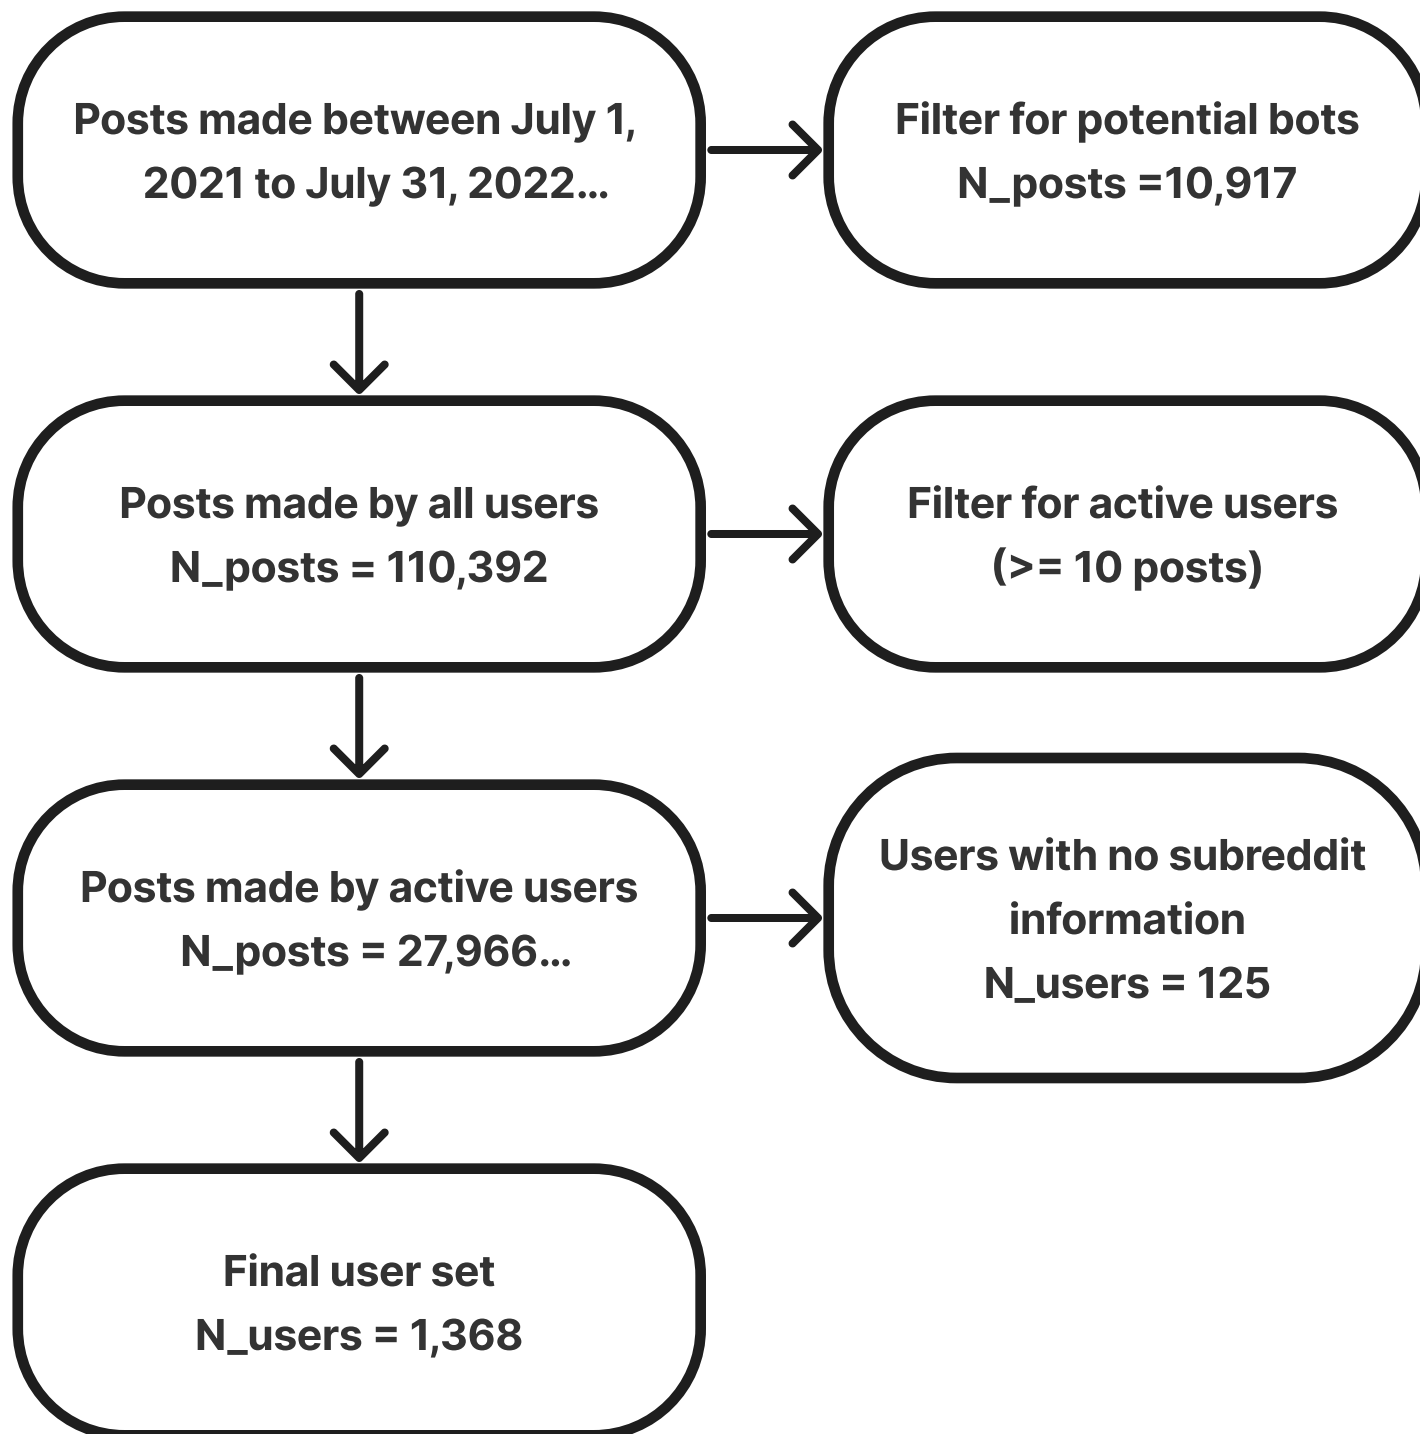 Posts made between July 1,
2021 to July 31, 2022...
Filter for potential bots
N_posts =10,917
Posts made by all users
N_posts = 110,392
Filter for active users
(>= 10 posts)
Posts made by active users
N_posts = 27,966...
Users with no subreddit
information
N_users = 125
Final user set
N_users = 1,368